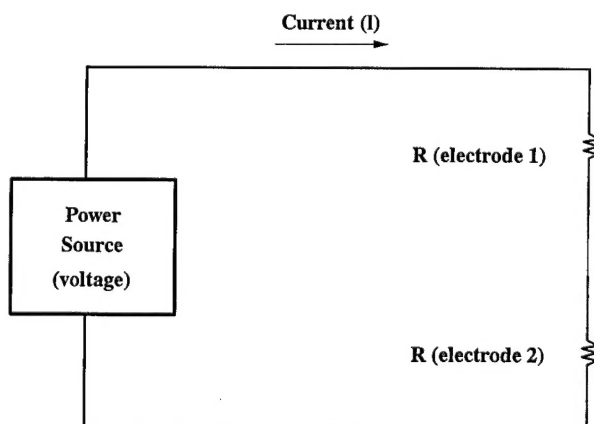 Current (I)
R (electrode 1)
Power
Source
(voltage)
R (electrode 2)